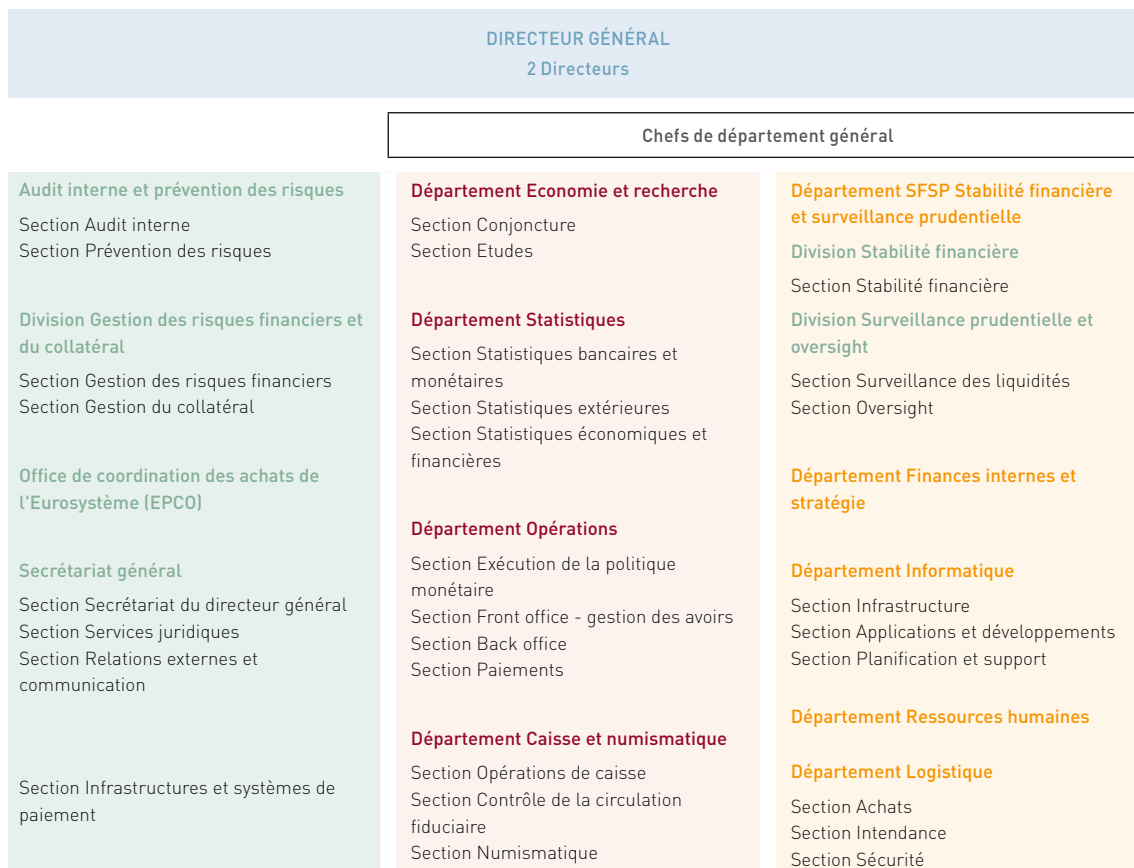 DIRECTEUR GÉNÉRAL
2 Directeurs
Chefs de département général
Audit interne et prévention des risques
Section Audit interne
Section Prévention des risques
Division Gestion des risques financiers et
du collatéral
Section Gestion des risques financiers
Section Gestion du collatéral
Office de coordination des achats de
l'Eurosystème (EPCO)
Secrétariat général
Section Secrétariat du directeur général
Section Services juridiques
Section Relations externes et
communication
Section Infrastructures et systèmes de
paiement
Département Economie et recherche
Section Conjoncture
Section Etudes
Département Statistiques
Section Statistiques bancaires et
monétaires
Section Statistiques extérieures
Section Statistiques économiques et
financières
Département Opérations
Section Exécution de la politique
monétaire
Section Front office - gestion des avoirs
Section Back office
Section Paiements
Département Caisse et numismatique
Section Opérations de caisse
Section Contrôle de la circulation
fiduciaire
Section Numismatique
Département SFSP Stabilité financière
et surveillance prudentielle
Division Stabilité financière
Section Stabilité financière
Division Surveillance prudentielle et
oversight
Section Surveillance des liquidités
Section Oversight
Département Finances internes et
stratégie
Département Informatique
Section Infrastructure
Section Applications et développements
Section Planification et support
Département Ressources humaines
Département Logistique
Section Achats
Section Intendance
Section Sécurité